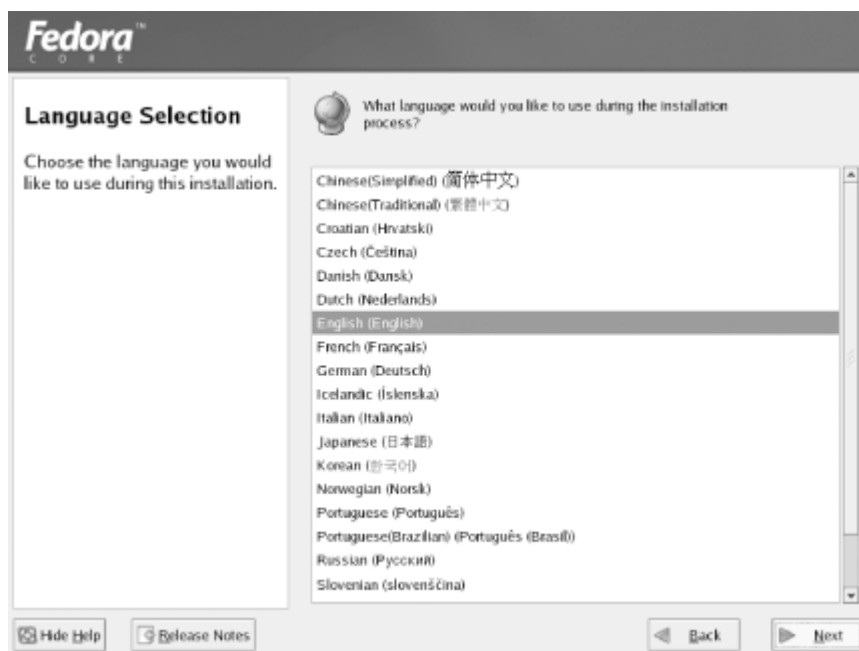 Fedora™
CORE
Language Selection
Choose the language you would
like to use during this installation.
What language would you like to use during the installation
process?
Chinese(Simplified) (简体中文)
Chinese(Traditional) (繁體中文)
Croatian (Hrvatski)
Czech (Čeština)
Danish (Dansk)
Dutch (Nederlands)
English (English)
French (Français)
German (Deutsch)
Icelandic (Íslenska)
Italian (Italiano)
Japanese (日本語)
Korean (한국어)
Norwegian (Norsk)
Portuguese (Português)
Portuguese(Brazilian) (Português (Brasil))
Russian (Русский)
Slovenian (slovenščina)
Hide Help
Release Notes
Back
Next